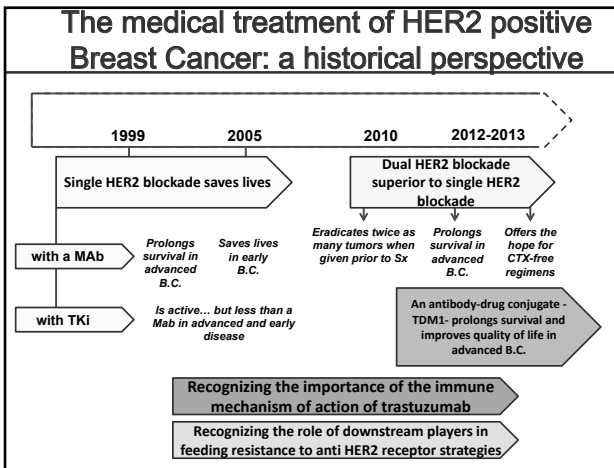 The medical treatment of HER2 positive
Breast Cancer: a historical perspective
1999
2005
2010
2012-2013
Single HER2 blockade saves lives
Dual HER2 blockade
superior to single HER2
blockade
with a MAb
Prolongs
survival in
advanced
B.C.
Saves lives
in early
B.C.
Eradicates twice as
many tumors when
given prior to Sx
Prolongs
survival in
advanced
B.C.
Offers the
hope for
CTX-free
regimens
with TKi
Is active... but less than a
Mab in advanced and early
disease
An antibody-drug conjugate -
TDM1- prolongs survival and
improves quality of life in
advanced B.C.
Recognizing the importance of the immune
mechanism of action of trastuzumab
Recognizing the role of downstream players in
feeding resistance to anti HER2 receptor strategies